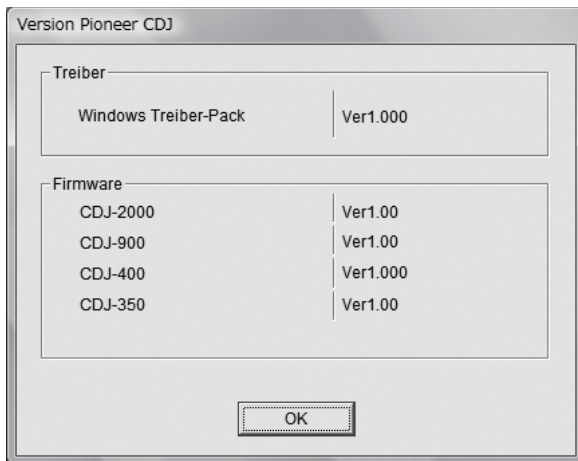 Version Pioneer CDJ
Treiber
Windows Treiber-Pack Ver1.000
Firmware
CDJ-2000 Ver1.00
CDJ-900 Ver1.00
CDJ-400 Ver1.000
CDJ-350 Ver1.00
OK